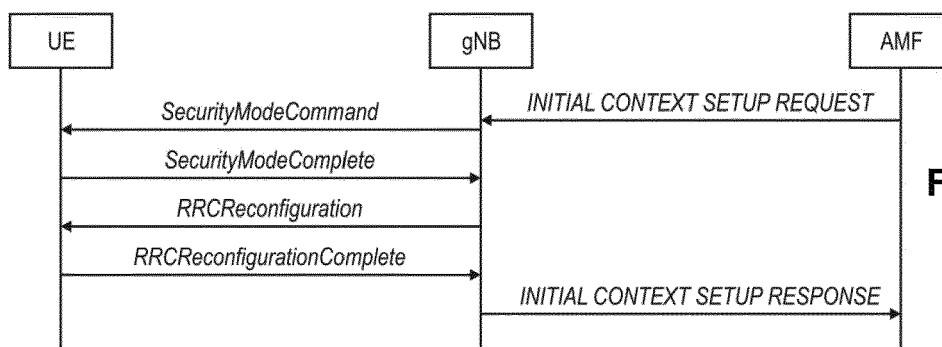 UE
gNB
AMF
INITIAL CONTEXT SETUP REQUEST
SecurityModeCommand
SecurityModeComplete
RRCReconfiguration
RRCReconfigurationComplete
INITIAL CONTEXT SETUP RESPONSE
F